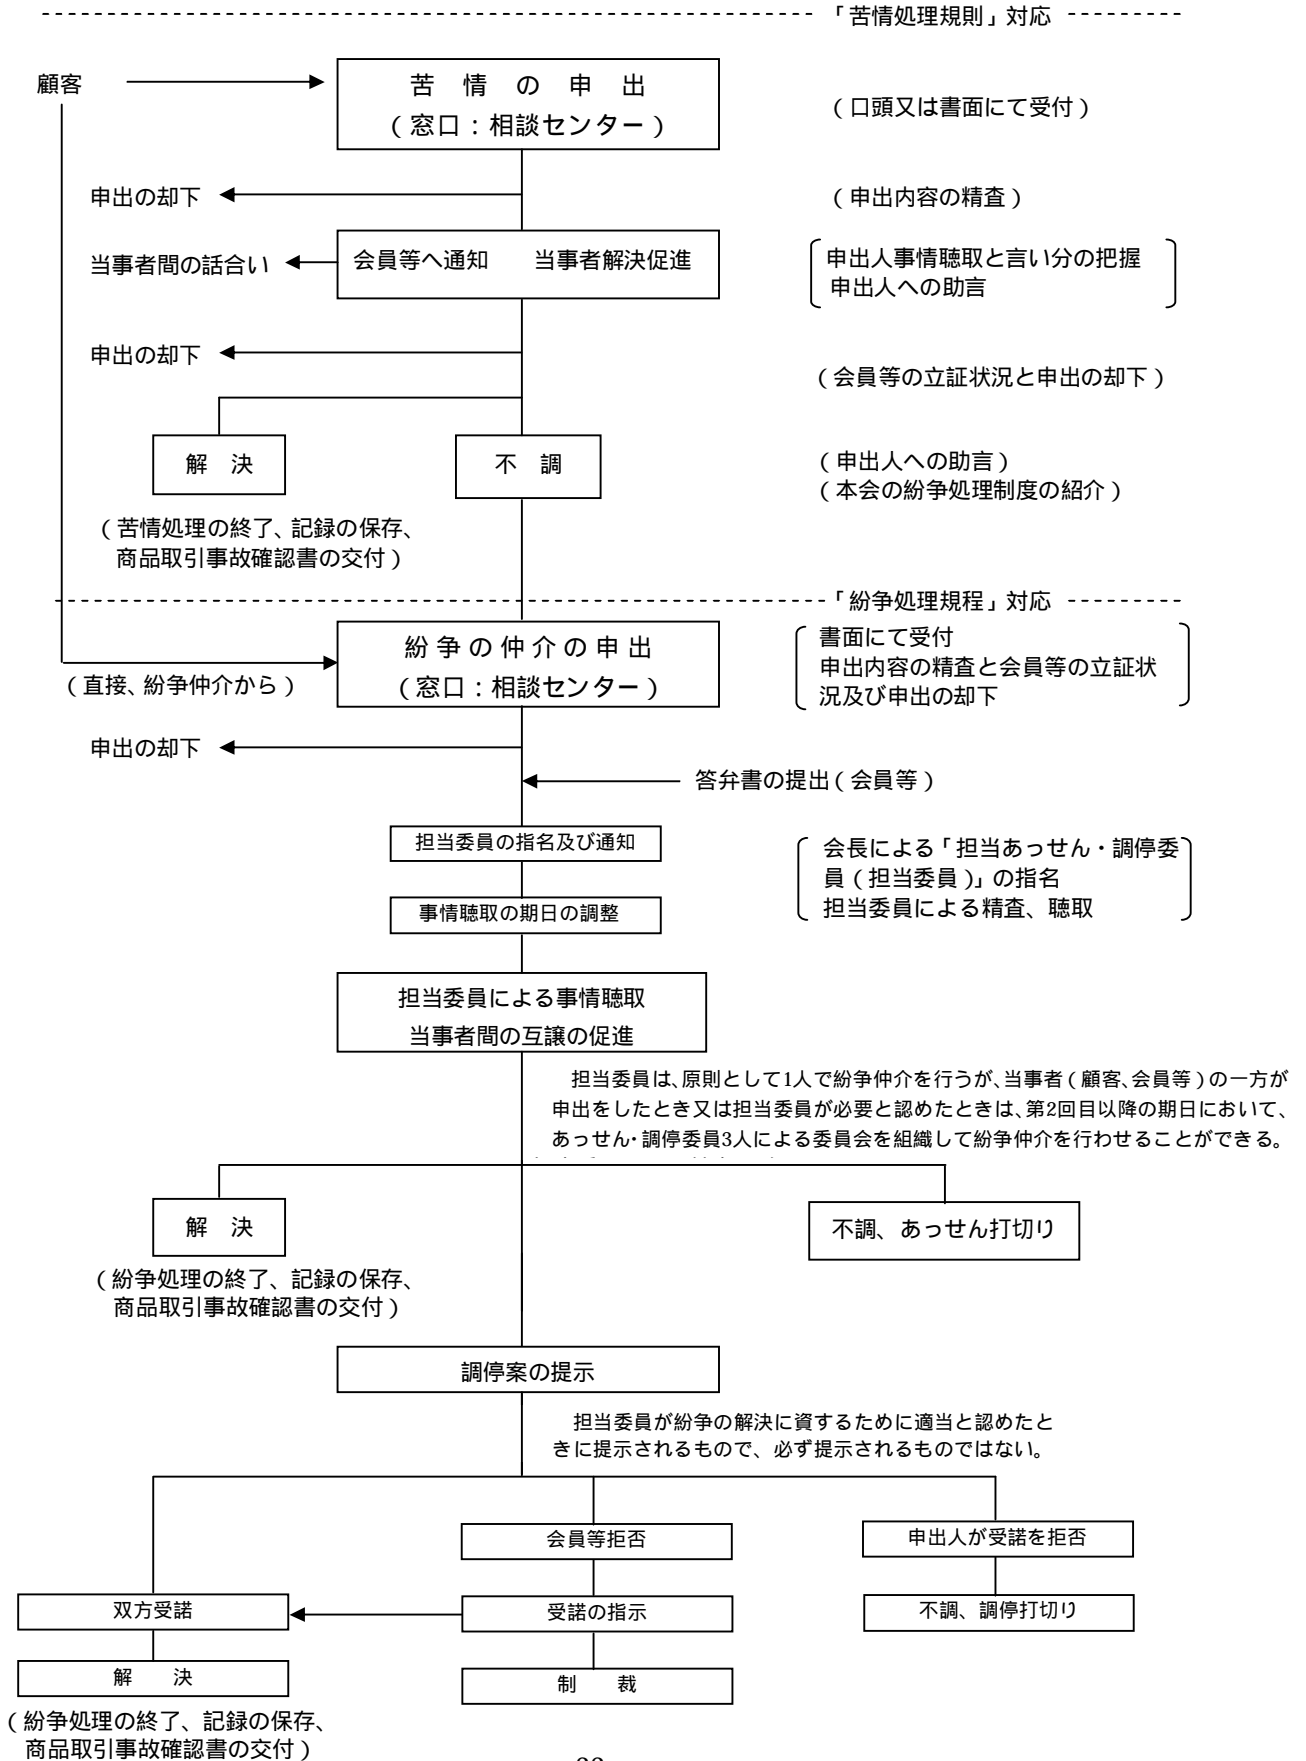 「苦情処理規則」対応
顧客
苦情の申出
（窓口：相談センター）
（口頭又は書面にて受付）
申出の却下
（申出内容の精査）
当事者間の話合い
会員等へ通知　当事者解決促進
申出人事情聴取と言い分の把握
申出人への助言
申出の却下
（会員等の立証状況と申出の却下）
解　決
不　調
（申出人への助言）
（本会の紛争処理制度の紹介）
（苦情処理の終了、記録の保存、
商品取引事故確認書の交付）
「紛争処理規程」対応
紛争の仲介の申出
（窓口：相談センター）
（直接、紛争仲介から）
書面にて受付
申出内容の精査と会員等の立証状
況及び申出の却下
申出の却下
答弁書の提出（会員等）
担当委員の指名及び通知
会長による「担当あっせん・調停委
員（担当委員）」の指名
担当委員による精査、聴取
事情聴取の期日の調整
担当委員による事情聴取
当事者間の互譲の促進
担当委員は、原則として1人で紛争仲介を行うが、当事者（顧客、会員等）の一方が
申出をしたとき又は担当委員が必要と認めたときは、第2回目以降の期日において、
あっせん・調停委員3人による委員会を組織して紛争仲介を行わせることができる。
解　決
不調、あっせん打切り
（紛争処理の終了、記録の保存、
商品取引事故確認書の交付）
調停案の提示
担当委員が紛争の解決に資するために適当と認めたと
きに提示されるもので、必ず提示されるものではない。
会員等拒否
申出人が受諾を拒否
双方受諾
受諾の指示
不調、調停打切り
解　決
制　裁
（紛争処理の終了、記録の保存、
商品取引事故確認書の交付）